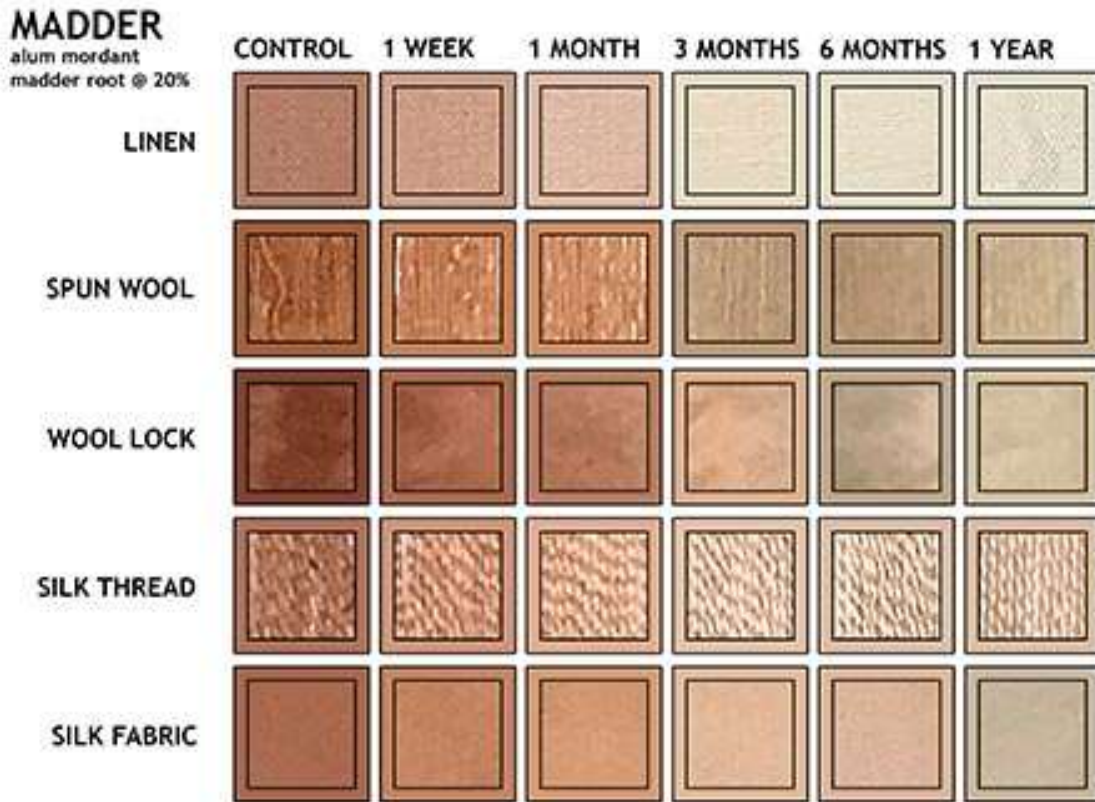 MADDER
alum mordant
madder root @ 20%
CONTROL 1 WEEK 1 MONTH 3 MONTHS 6 MONTHS 1 YEAR
LINEN
SPUN WOOL
WOOL LOCK
SILK THREAD
SILK FABRIC